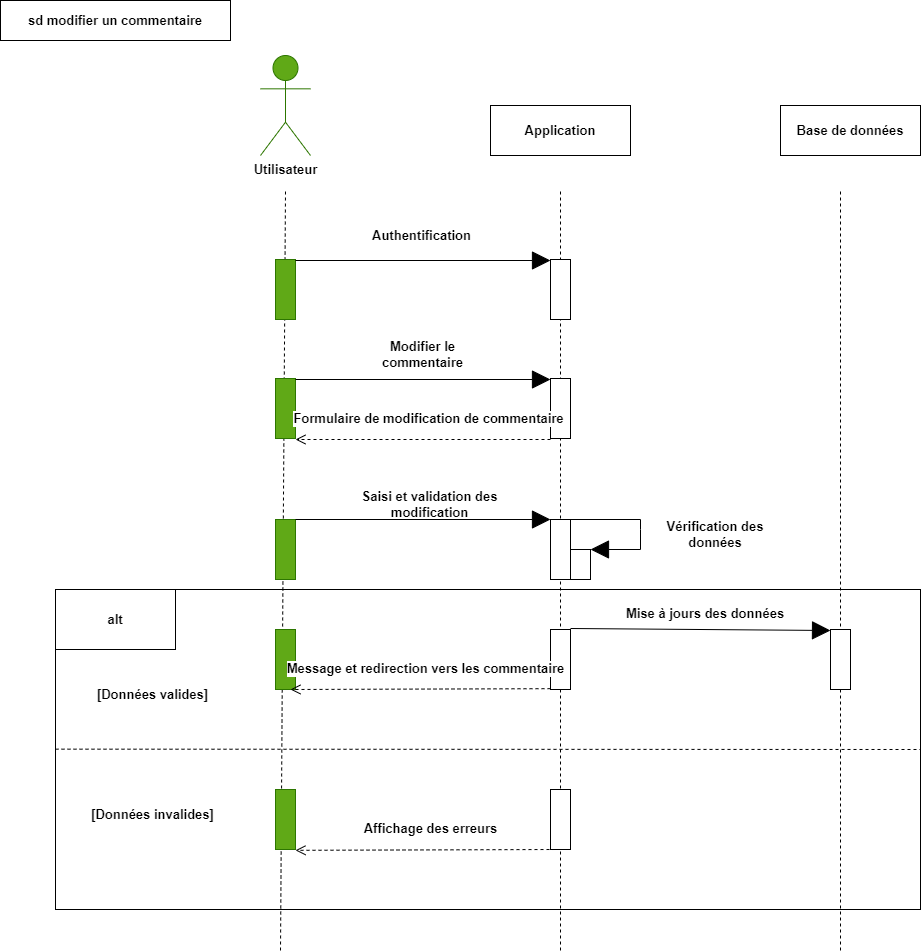 sd modifier un commentaire
Utilisateur
Application
Base de données
Authentification
Modifier le
commentaire
Formulaire de modification de commentaire
Saisi et validation des
modification
Vérification des
données
alt
Mise à jours des données
Message et redirection vers les commentaire
[Données valides]
[Données invalides]
Affichage des erreurs